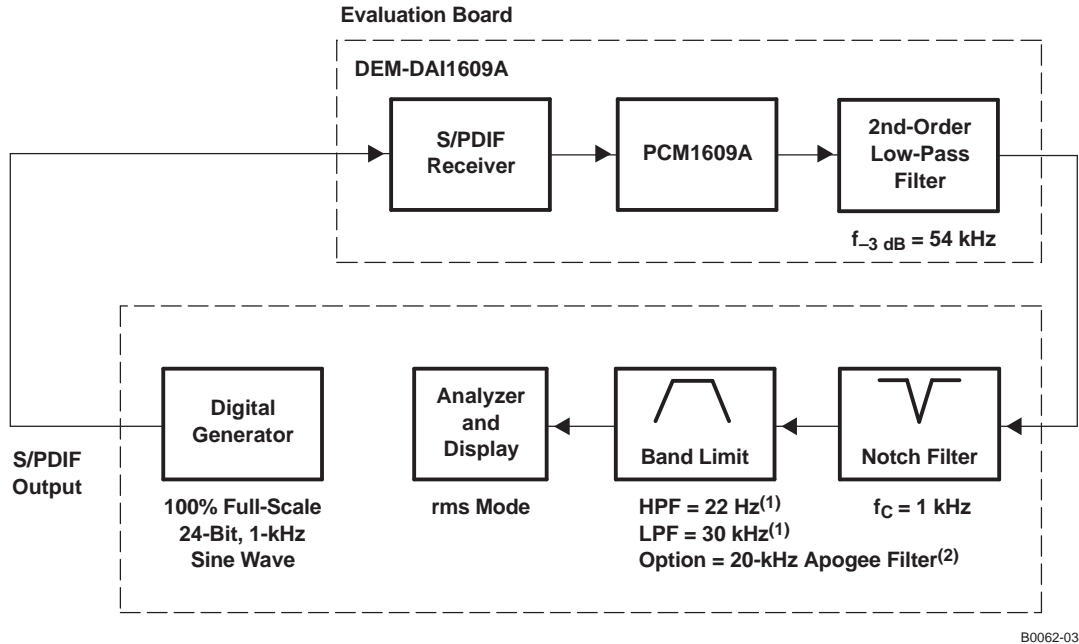 Evaluation Board
DEM-DAI1609A
S/PDIF
Receiver
PCM1609A
2nd-Order
Low-Pass
Filter
f–3 dB = 54 kHz
Digital
Generator
Analyzer
and
Display
Band Limit
Notch Filter
S/PDIF
Output
100% Full-Scale
24-Bit, 1-kHz
Sine Wave
rms Mode
HPF = 22 Hz(1)
LPF = 30 kHz(1)
Option = 20-kHz Apogee Filter(2)
fC = 1 kHz
B0062-03